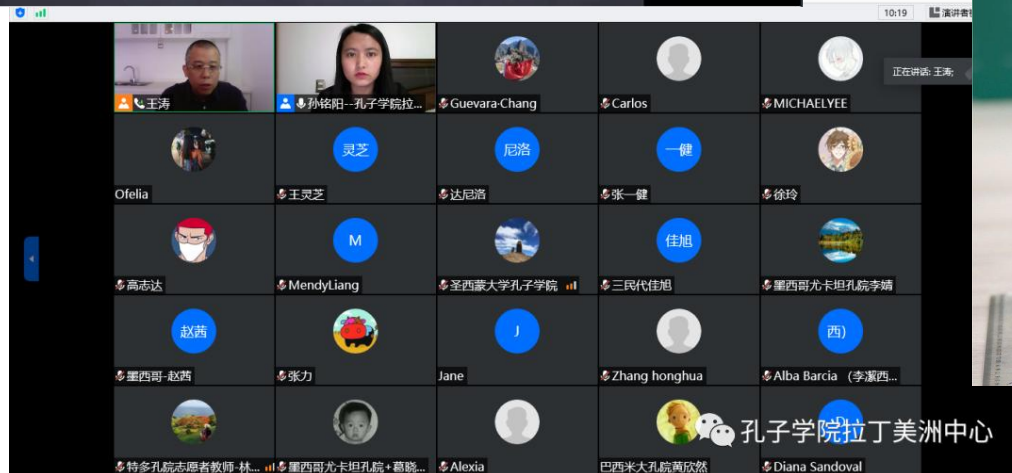 10:19 演讲者视
正在讲话: 王涛;
王涛
孙铭阳--孔子学院拉...
Guevara·Chang
Carlos
MICHAELYEE
灵芝
尼洛
一健
Ofelia
王灵芝
达尼洛
张一健
徐玲
M
佳旭
高志达
MendyLiang
圣西蒙大学孔子学院
三民代佳旭
墨西哥尤卡坦孔院李婧
赵茜
J
西)
墨西哥-赵茜
张力
Jane
Zhang honghua
Alba Barcia （李潔西...
孔子学院拉丁美洲中心
特多孔院志愿者教师-林...
墨西哥尤卡坦孔院+葛晓...
Alexia
巴西米大孔院黄欣然
Diana Sandoval